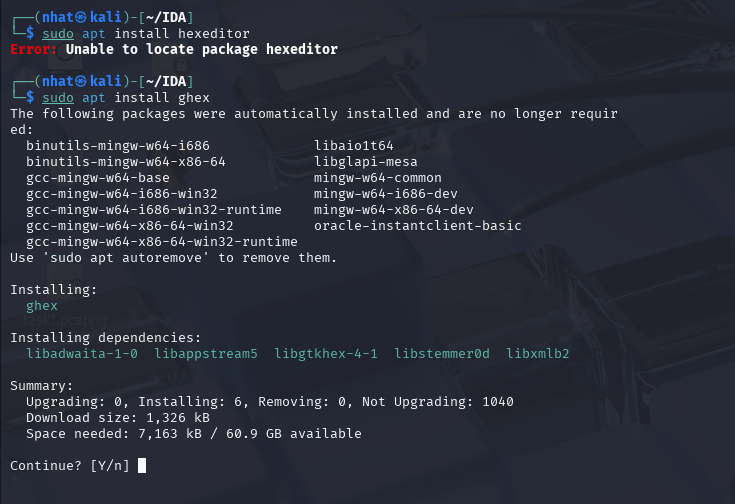 ┌──(nhat㉿kali)-[~/IDA]
└─$ sudo apt install hexeditor
Error: Unable to locate package hexeditor
┌──(nhat㉿kali)-[~/IDA]
└─$ sudo apt install ghex
The following packages were automatically installed and are no longer requir
ed:
  binutils-mingw-w64-i686             libaio1t64
  binutils-mingw-w64-x86-64           libglapi-mesa
  gcc-mingw-w64-base                  mingw-w64-common
  gcc-mingw-w64-i686-win32            mingw-w64-i686-dev
  gcc-mingw-w64-i686-win32-runtime    mingw-w64-x86-64-dev
  gcc-mingw-w64-x86-64-win32          oracle-instantclient-basic
  gcc-mingw-w64-x86-64-win32-runtime
Use 'sudo apt autoremove' to remove them.
Installing:
  ghex
task1.pcapng
Installing dependencies:
  libadwaita-1-0  libappstream5  libgtkhex-4-1  libstemmer0d  libxmlb2
Summary:
  Upgrading: 0, Installing: 6, Removing: 0, Not Upgrading: 1040
  Download size: 1,326 kB
  Space needed: 7,163 kB / 60.9 GB available
Continue? [Y/n]